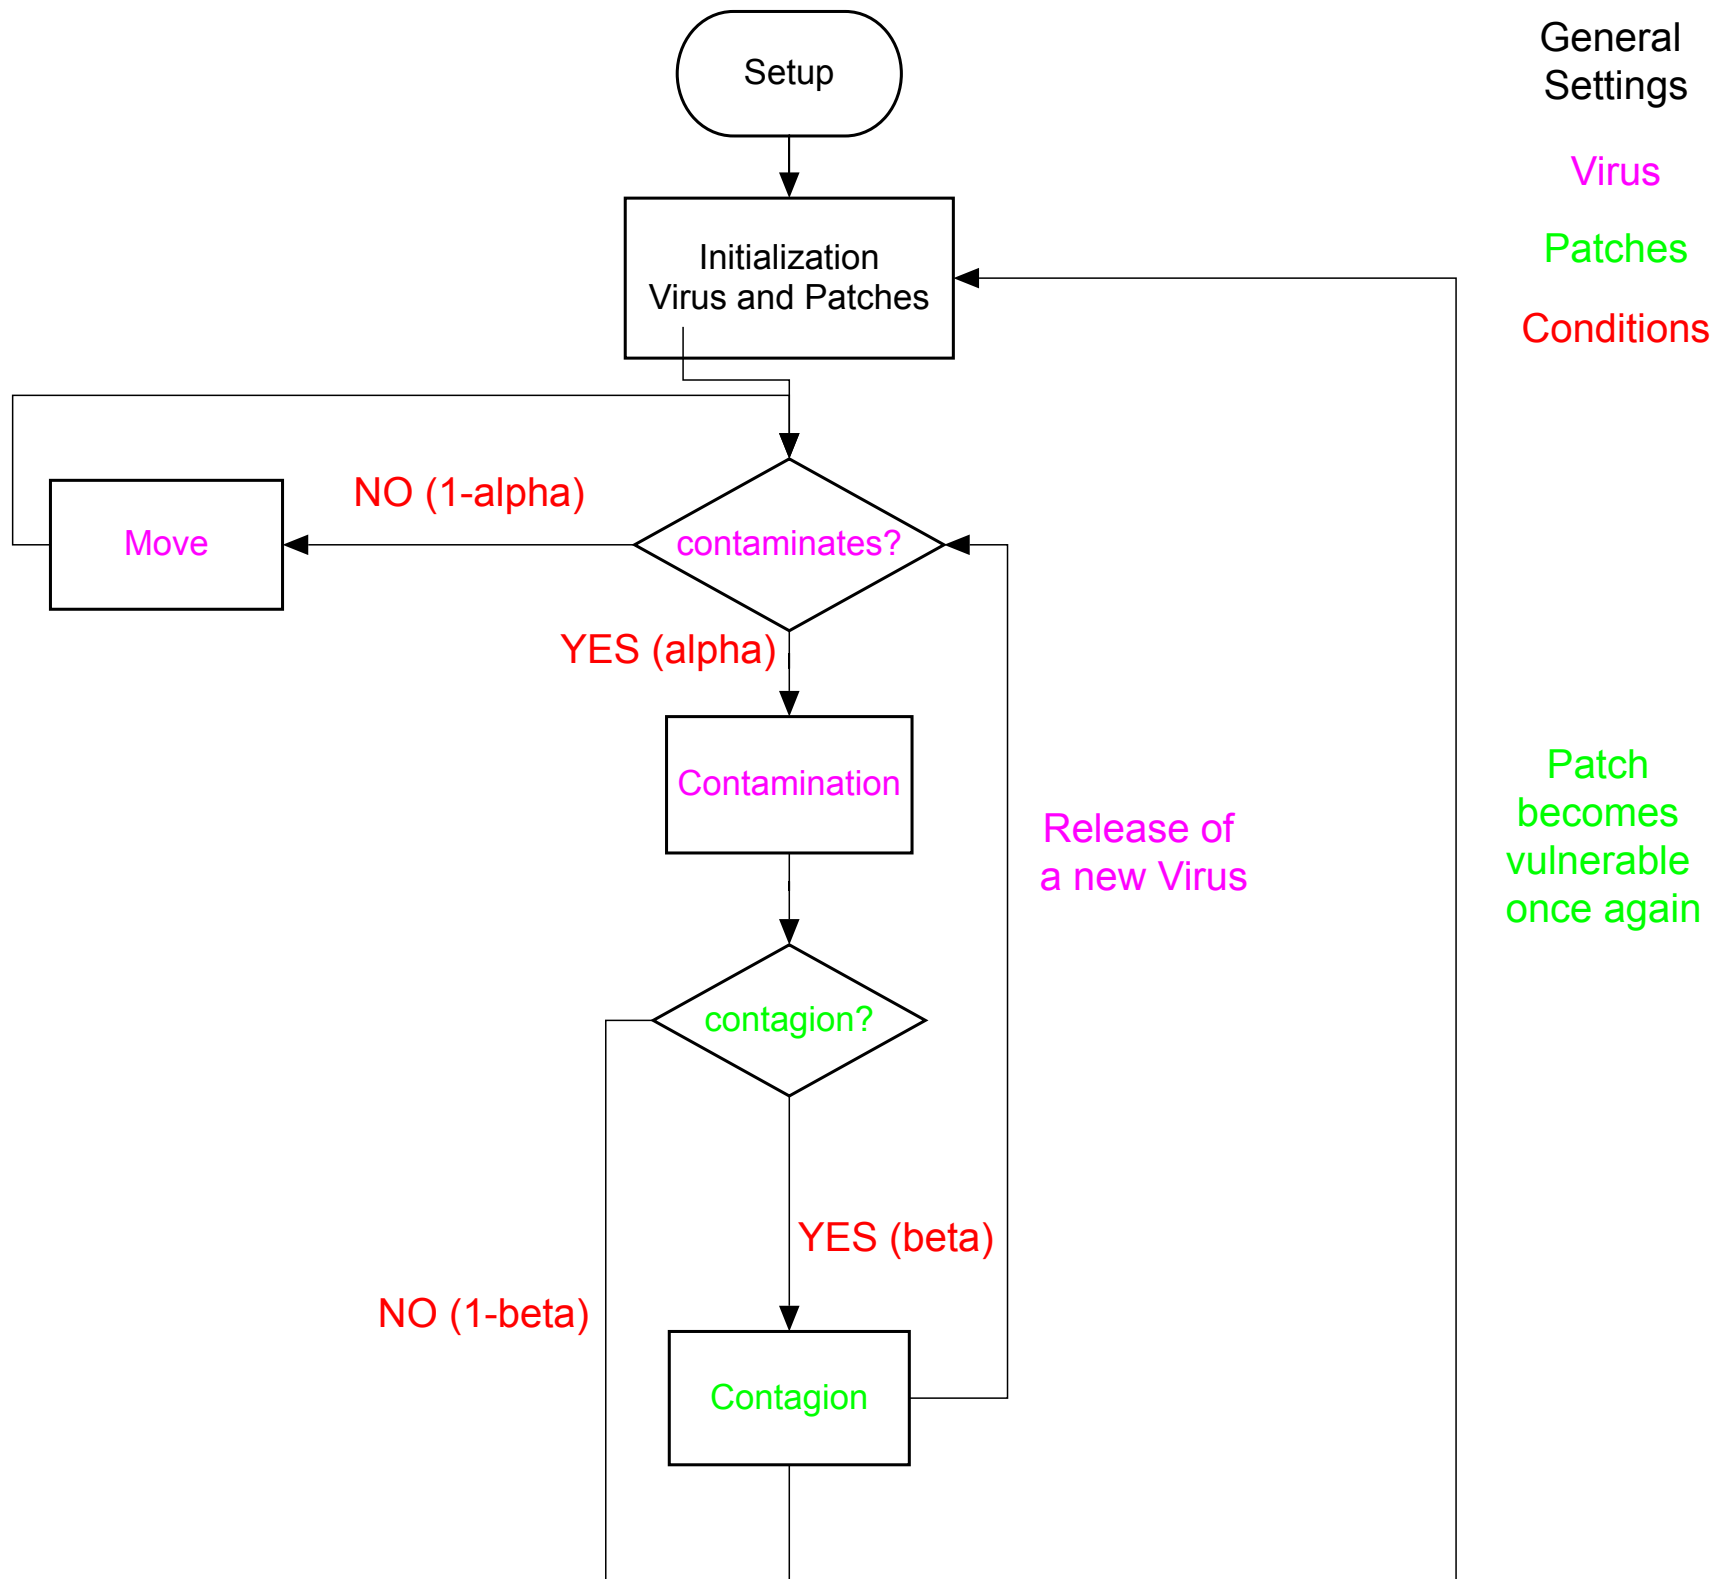 Setup
General
Settings
Virus
Initialization
Virus and Patches
Patches
Conditions
NO (1-alpha)
Move
contaminates?
YES (alpha)
Contamination
Release of
a new Virus
Patch
becomes
vulnerable
once again
contagion?
YES (beta)
NO (1-beta)
Contagion